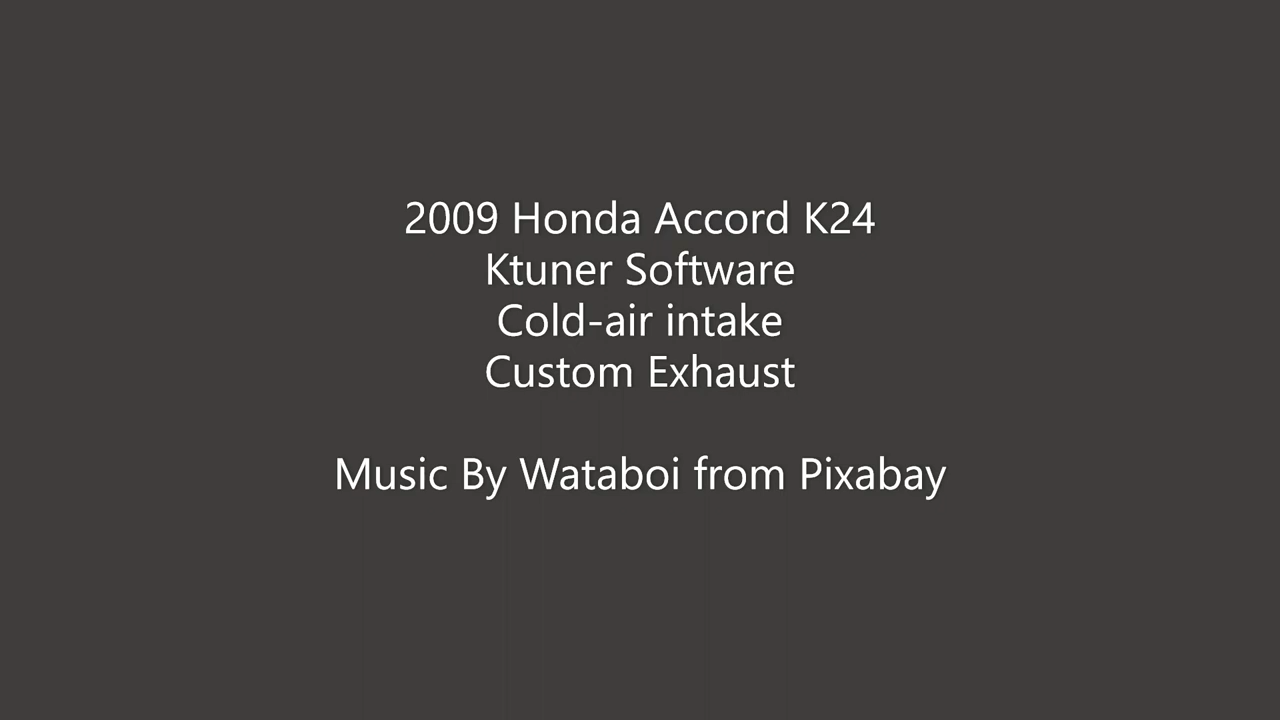 2009 Honda Accord K24
Ktuner Software
Cold-air intake
Custom Exhaust
Music By Wataboi from Pixabay